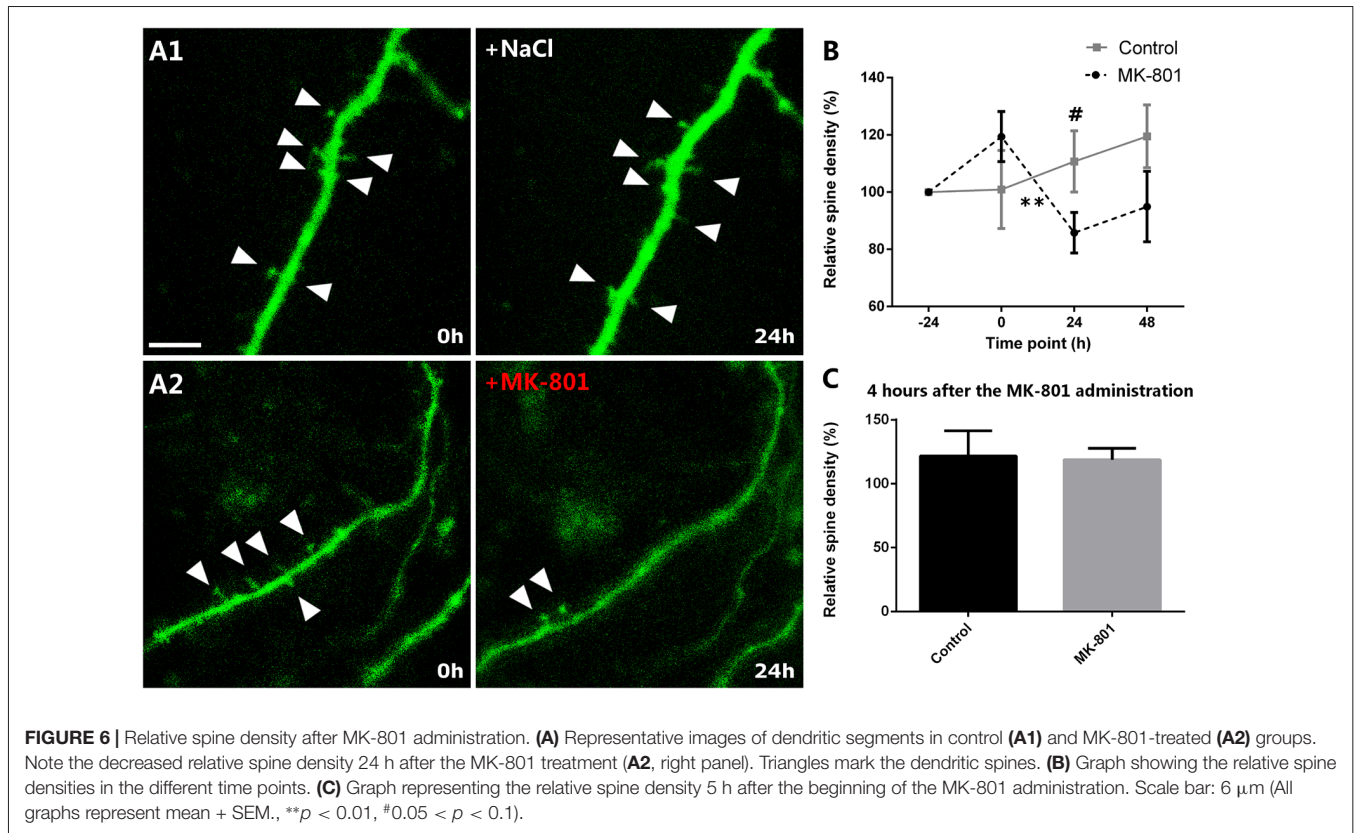 A1
0h
+NaCl
24h
A2
0h
+MK-801
24h
B
Control
MK-801
Relative spine density (%)
140
120
100
80
60
#
**
-24 0 24 48
Time point (h)
C
4 hours after the MK-801 administration
Relative spine density (%)
150
100
50
0
Control
MK-801
FIGURE 6 | Relative spine density after MK-801 administration. (A) Representative images of dendritic segments in control (A1) and MK-801-treated (A2) groups.
Note the decreased relative spine density 24 h after the MK-801 treatment (A2, right panel). Triangles mark the dendritic spines. (B) Graph showing the relative spine
densities in the different time points. (C) Graph representing the relative spine density 5 h after the beginning of the MK-801 administration. Scale bar: 6 μm (All
graphs represent mean + SEM., **p < 0.01, #0.05 < p < 0.1).